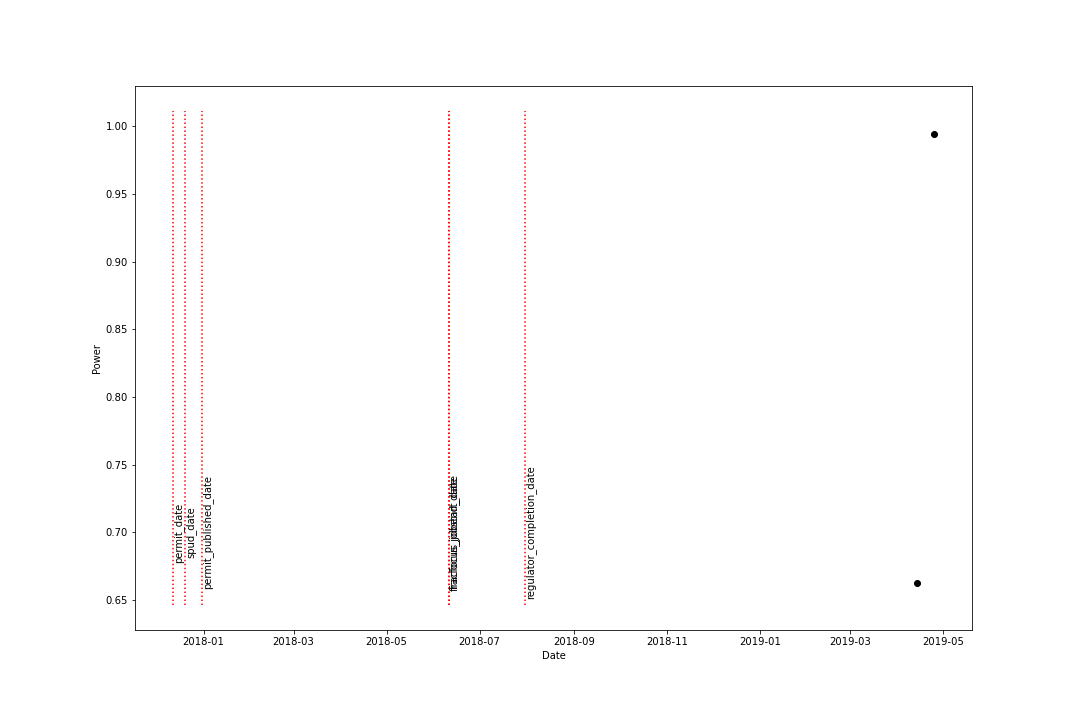 1.00
0.95
0.90
0.85
0.80
0.75
0.70
0.65
Power
permit_date
spud_date
permit_published_date
regulator_completion_date
2018-01
2018-03
2018-05
2018-07
2018-09
2018-11
2019-01
2019-03
2019-05
Date